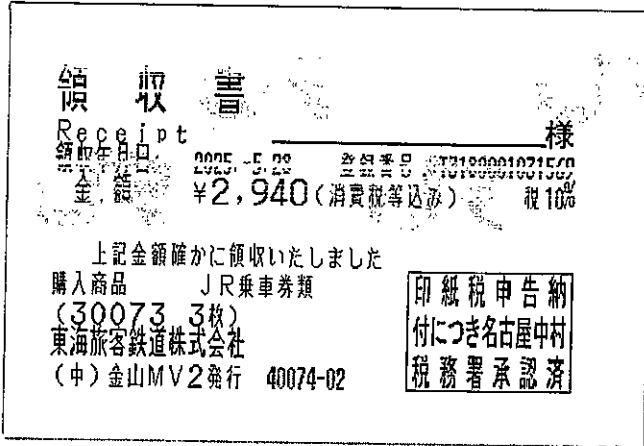 領収書
Receipt 様
領収年月日 2025.-5.28 登録番号 T3180001031569
金額 ¥2,940(消費税等込み) 税10%
上記金額確かに領収いたしました
購入商品 JR乗車券類
(30073 3枚)
東海旅客鉄道株式会社
(中)金山MV2発行 40074-02
印紙税申告納
付につき名古屋中村
税務署承認済